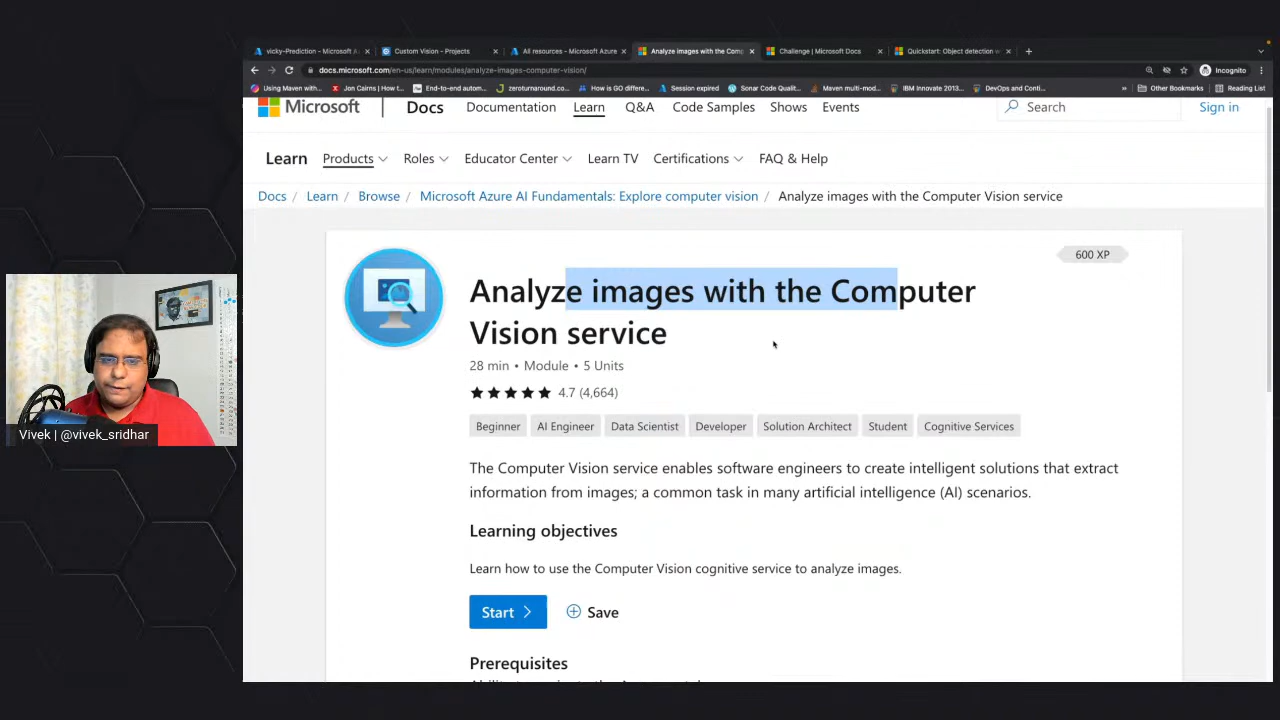 vicky-Prediction - Microsoft A
Custom Vision - Projects
All resources - Microsoft Azure
Analyze images with the Comp
Challenge | Microsoft Docs
Quickstart: Object detection w
docs.microsoft.com/en-us/learn/modules/analyze-images-computer-vision/
Incognito
Using Maven with...
Jon Cairns | How t...
End-to-end autom...
zeroturnaround.co...
How is GO differe...
Session expired
Sonar Code Qualit...
Maven multi-mod...
IBM Innovate 2013...
DevOps and Conti...
Other Bookmarks
Reading List
Microsoft
Docs
Documentation
Learn
Q&A
Code Samples
Shows
Events
Search
Sign in
Learn
Products
Roles
Educator Center
Learn TV
Certifications
FAQ & Help
Docs / Learn / Browse / Microsoft Azure AI Fundamentals: Explore computer vision / Analyze images with the Computer Vision service
600 XP
Analyze images with the Computer
Vision service
28 min • Module • 5 Units
4.7 (4,664)
Beginner
AI Engineer
Data Scientist
Developer
Solution Architect
Student
Cognitive Services
The Computer Vision service enables software engineers to create intelligent solutions that extract
information from images; a common task in many artificial intelligence (AI) scenarios.
Learning objectives
Learn how to use the Computer Vision cognitive service to analyze images.
Start
Save
Prerequisites
Vivek | @vivek_sridhar